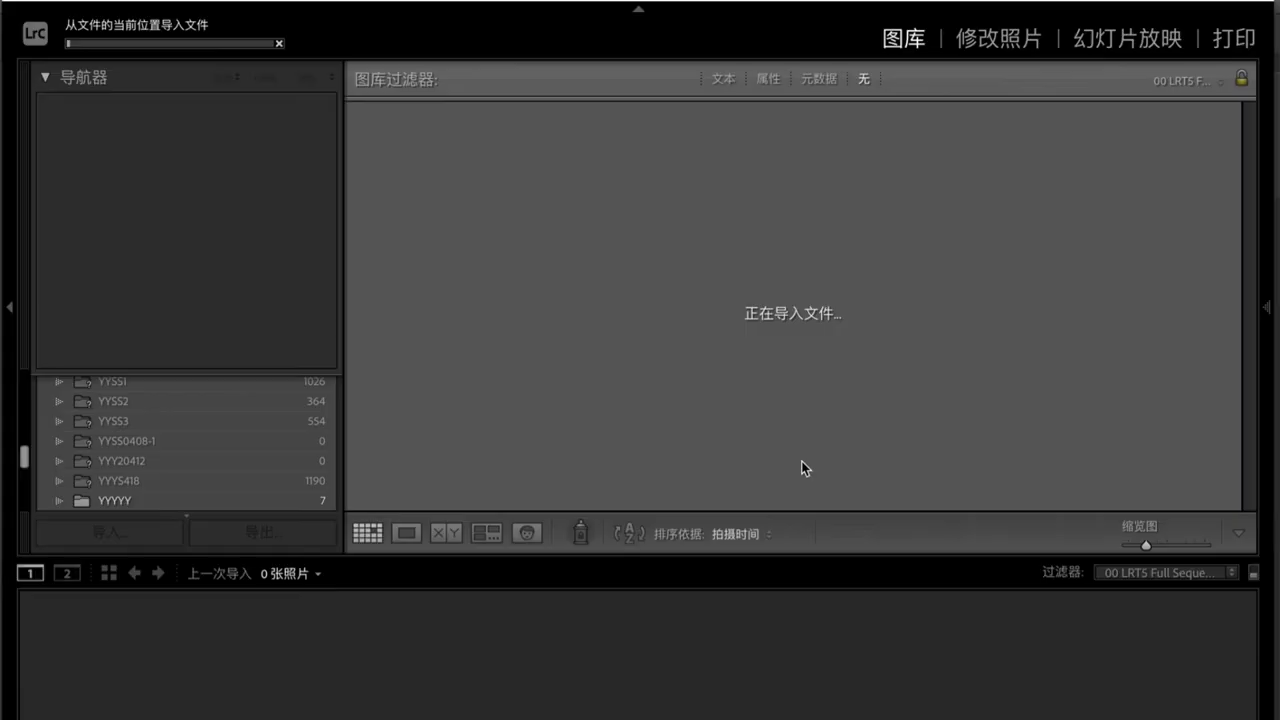 LrC
从文件的当前位置导入文件
图库 | 修改照片 | 幻灯片放映 | 打印
导航器
图库过滤器:
文本 属性 元数据 无
00 LRT5 F...
正在导入文件...
YYSS1 1026
YYSS2 364
YYSS3 554
YYSS0408-1 0
YYY20412 0
YYYS418 1190
YYYYY 7
导入...
导出...
XY
排序依据: 拍摄时间
缩览图
1 2
上一次导入 0 张照片
过滤器:
00 LRT5 Full Seque...